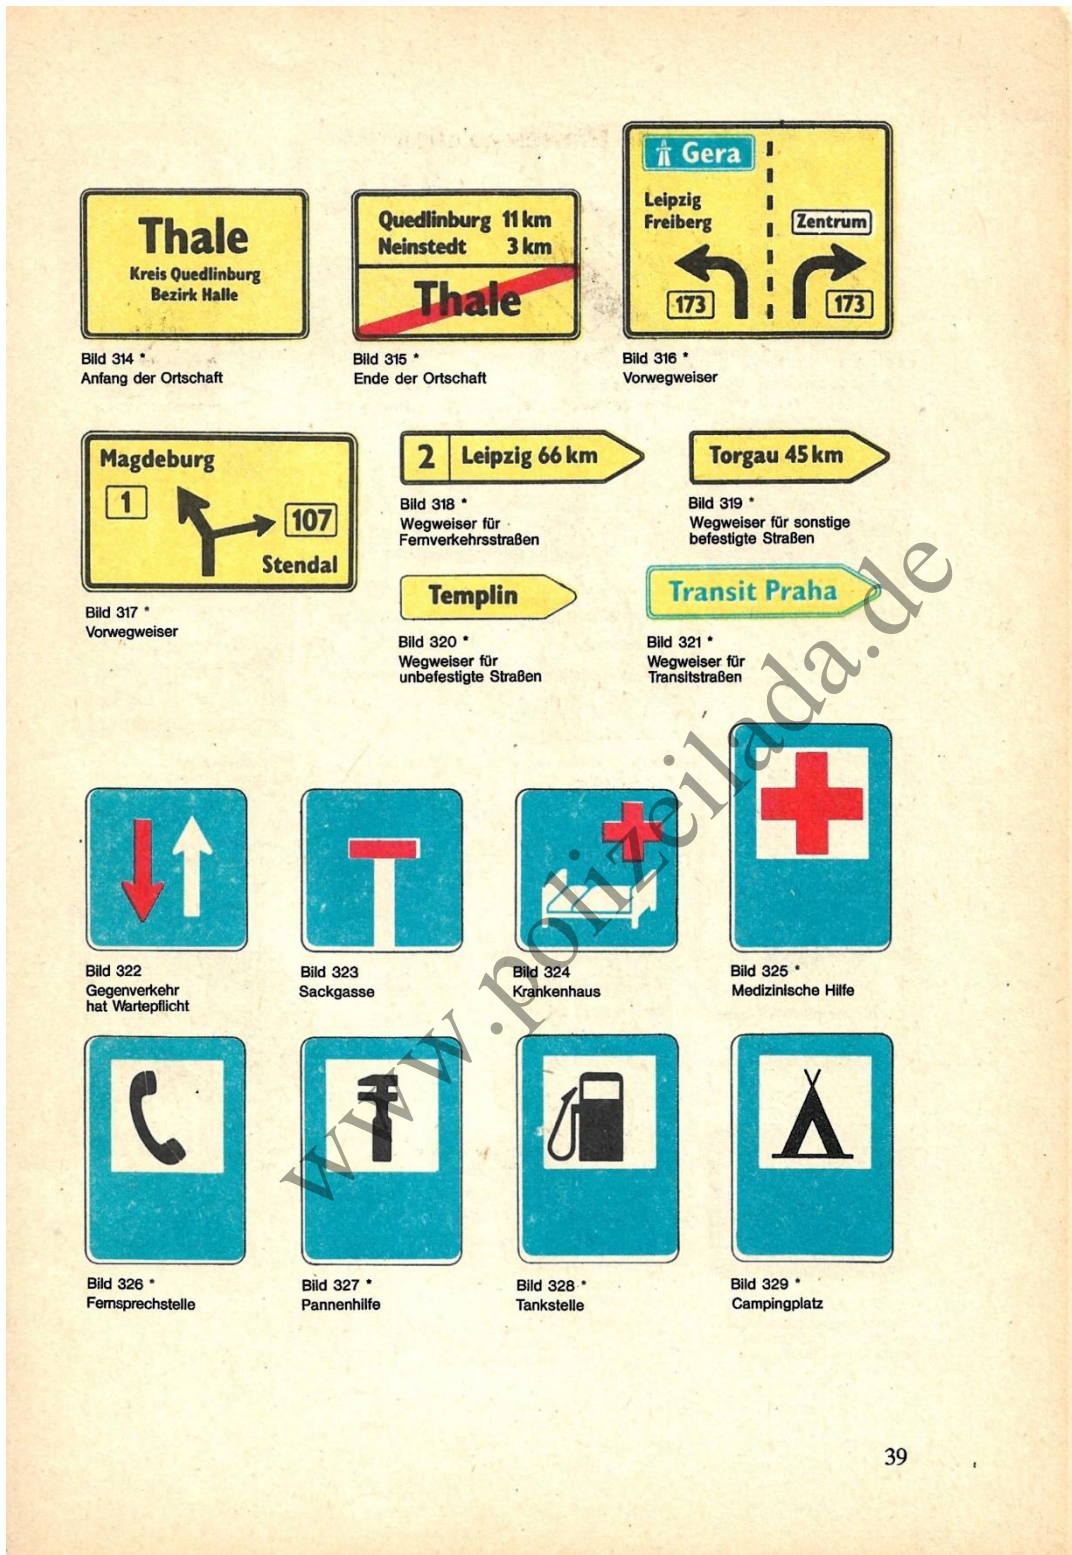 Thale
Kreis Quedlinburg
Bezirk Halle
Bild 314 *
Anfang der Ortschaft
Quedlinburg 11 km
Neinstedt 3 km
Thale
Bild 315 *
Ende der Ortschaft
Gera
Leipzig
Freiberg
Zentrum
173
173
Bild 316 *
Vorwegweiser
Magdeburg
1
107
Stendal
Bild 317 *
Vorwegweiser
2 Leipzig 66 km
Bild 318 *
Wegweiser für
Fernverkehrsstraßen
Torgau 45 km
Bild 319 *
Wegweiser für sonstige
befestigte Straßen
Templin
Bild 320 *
Wegweiser für
unbefestigte Straßen
Transit Praha
Bild 321 *
Wegweiser für
Transitstraßen
Bild 322
Gegenverkehr
hat Wartepflicht
Bild 323
Sackgasse
Bild 324
Krankenhaus
Bild 325 *
Medizinische Hilfe
Bild 326 *
Fernsprechstelle
Bild 327 *
Pannenhilfe
Bild 328 *
Tankstelle
Bild 329 *
Campingplatz
39
www.polizeilada.de